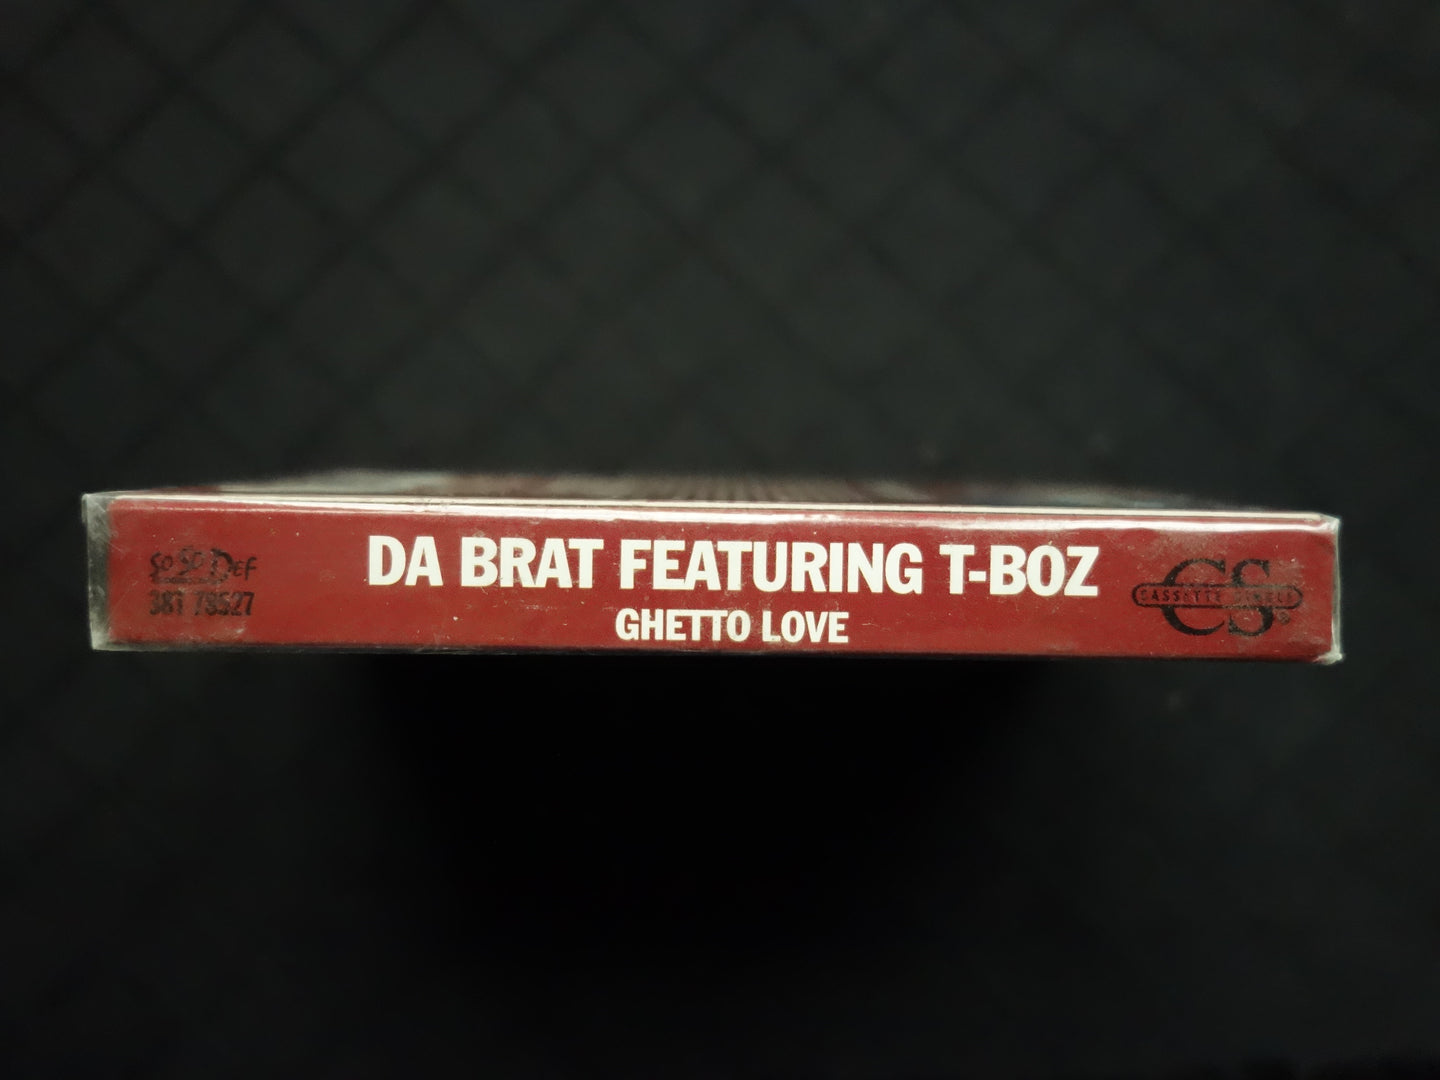 So So Def
381 78527
DA BRAT FEATURING T-BOZ
GHETTO LOVE
CS
CASSETTE SINGLE
®